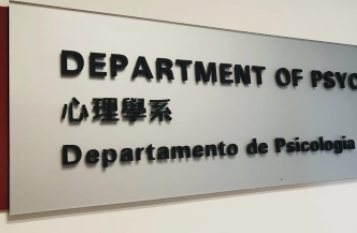 DEPARTMENT OF PSYC
心理學系
Departamento de Psicologia